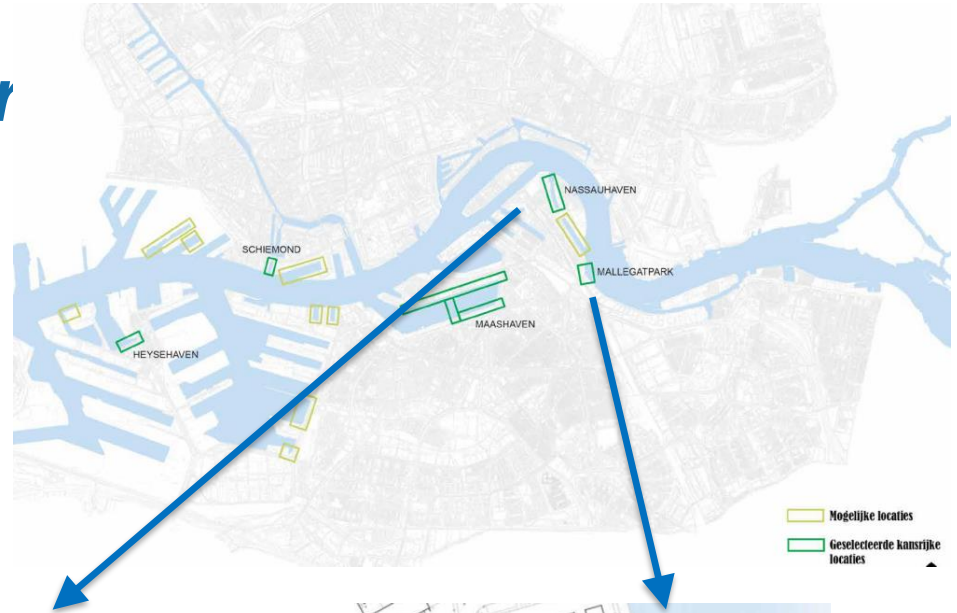 NASSAUHAVEN
SCHIEMOND
MALLEGATPARK
MAASHAVEN
HEYSEHAVEN
Mogelijke locaties
Geselecteerde kansrijke
locaties